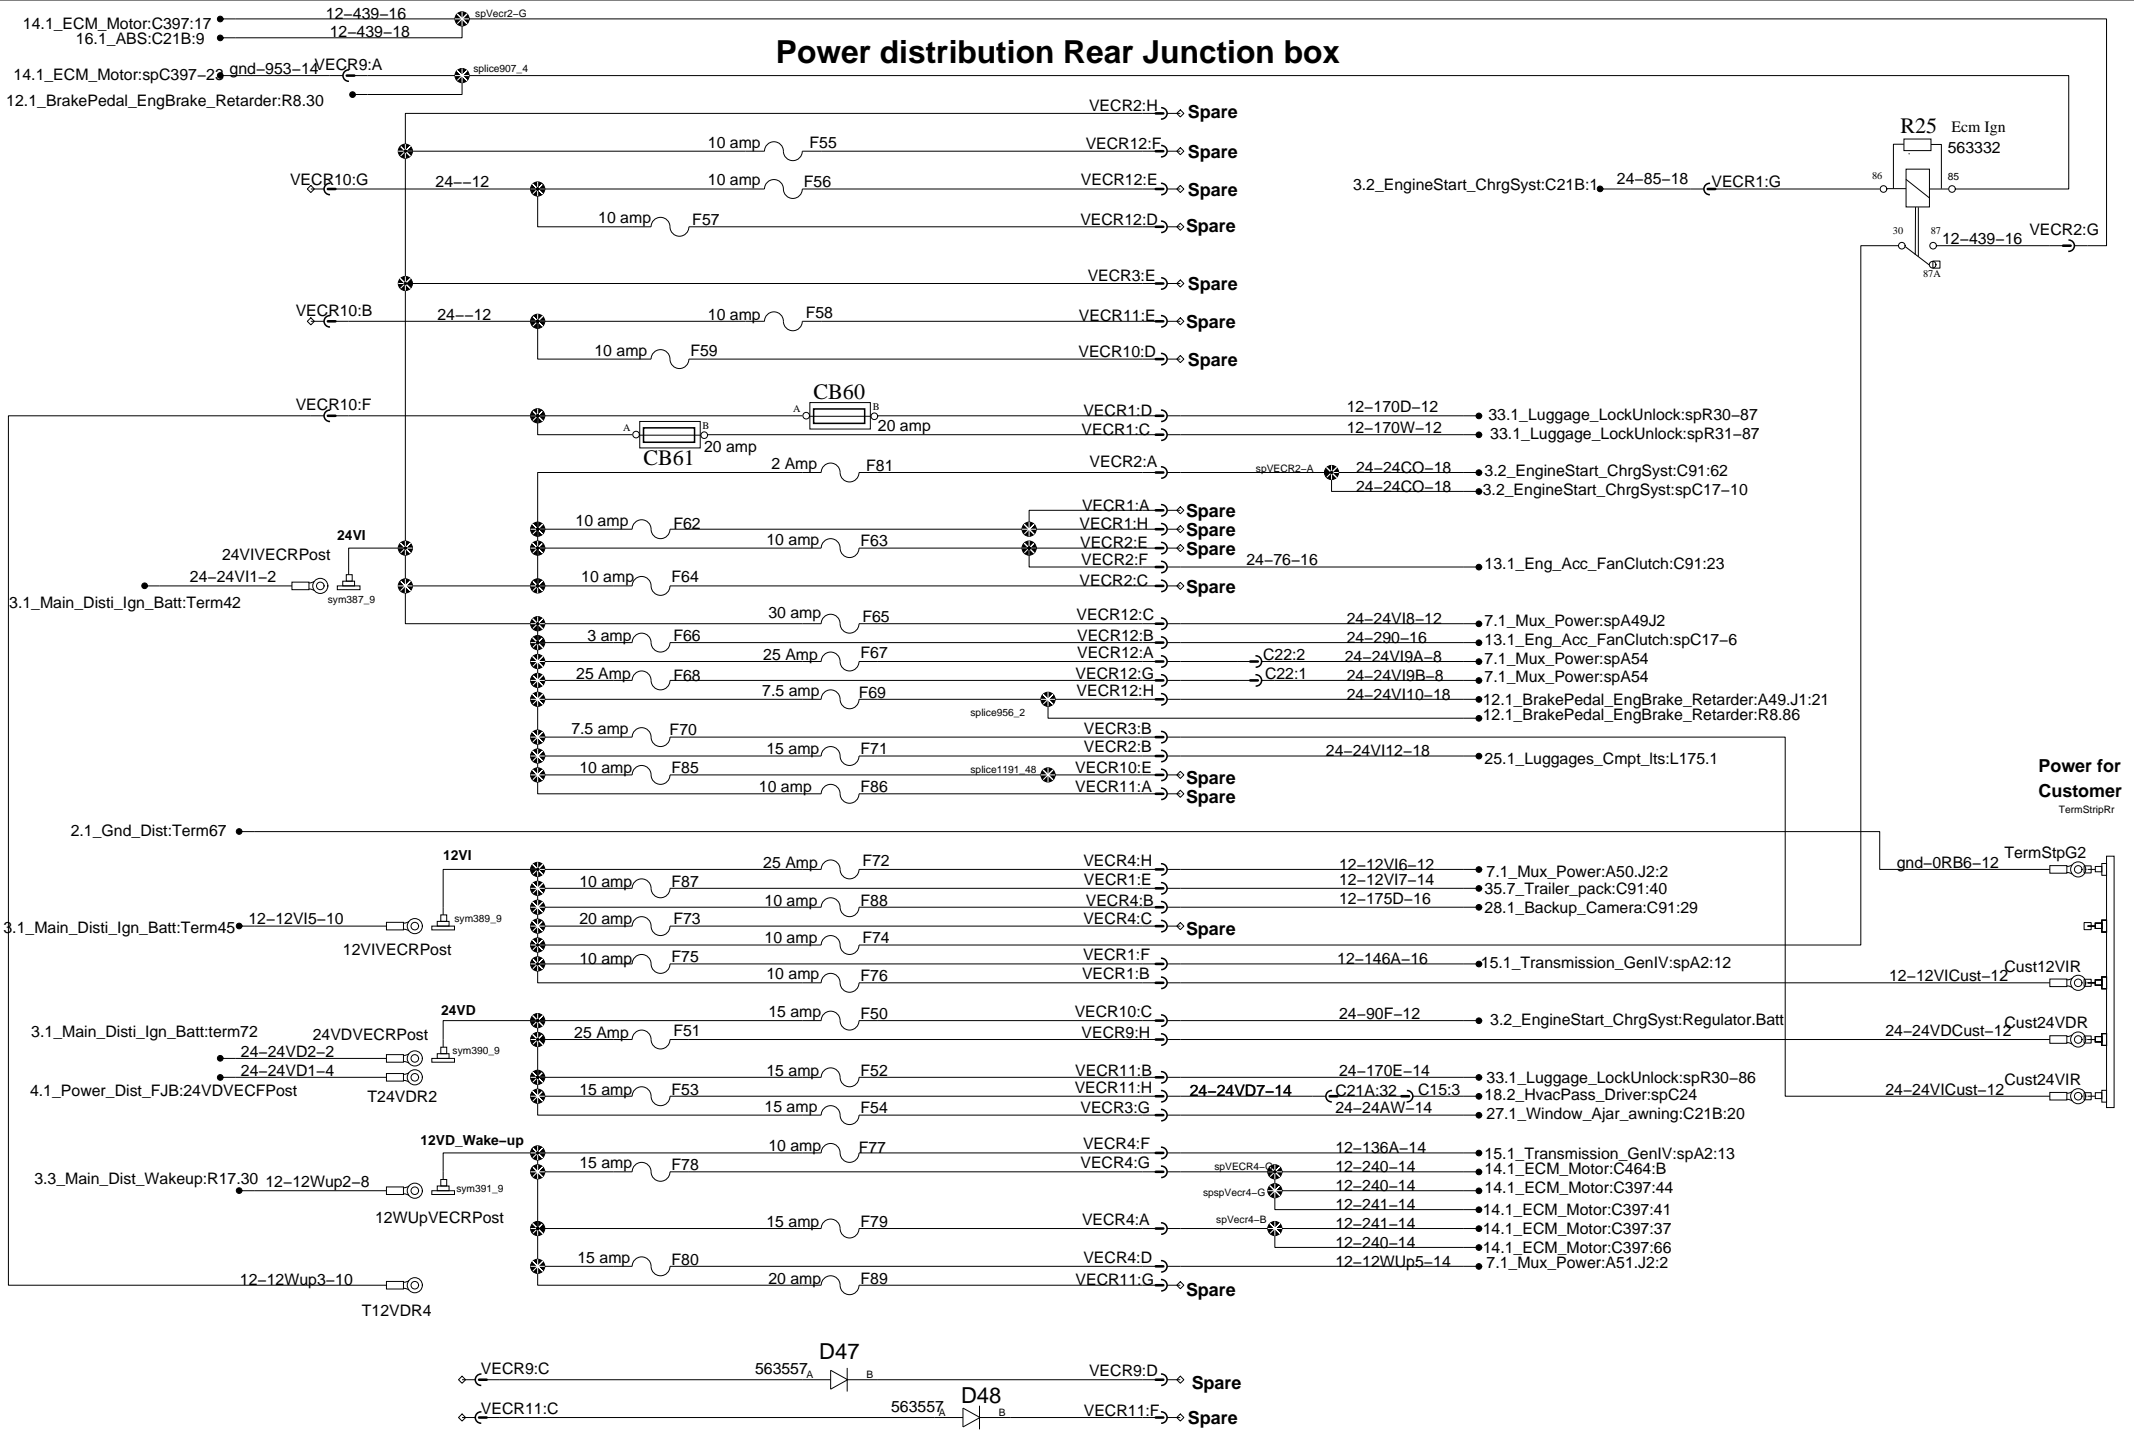 Power distribution Rear Junction box
14.1_ECM_Motor:C397:17 12-439-16 spVecr2-G
16.1_ABS:C21B:9 12-439-18
14.1_ECM_Motor:spC397-23 gnd-953-14 VECR9:A splice907_4
12.1_BrakePedal_EngBrake_Retarder:R8.30
VECR2:H Spare
10 amp F55 VECR12:F Spare
VECR10:G 24--12 10 amp F56 VECR12:E Spare
10 amp F57 VECR12:D Spare
R25 Ecm Ign
563332
3.2_EngineStart_ChrgSyst:C21B:1 24-85-18 VECR1:G 86 85
30 87 12-439-16 VECR2:G
87A
VECR3:E Spare
VECR10:B 24--12 10 amp F58 VECR11:E Spare
10 amp F59 VECR10:D Spare
CB60
VECR10:F A B 20 amp VECR1:D 12-170D-12 33.1_Luggage_LockUnlock:spR30-87
A B 20 amp VECR1:C 12-170W-12 33.1_Luggage_LockUnlock:spR31-87
CB61
2 Amp F81 VECR2:A spVECR2-A 24-24CO-18 3.2_EngineStart_ChrgSyst:C91:62
24-24CO-18 3.2_EngineStart_ChrgSyst:spC17-10
VECR1:A Spare
10 amp F62 VECR1:H Spare
10 amp F63 VECR2:E Spare
VECR2:F 24-76-16 13.1_Eng_Acc_FanClutch:C91:23
10 amp F64 VECR2:C Spare
24VI
24VIVECRPost
24-24VI1-2
sym387_9
3.1_Main_Disti_Ign_Batt:Term42
30 amp F65 VECR12:C 24-24VI8-12 7.1_Mux_Power:spA49J2
3 amp F66 VECR12:B 24-290-16 13.1_Eng_Acc_FanClutch:spC17-6
25 Amp F67 VECR12:A C22:2 24-24VI9A-8 7.1_Mux_Power:spA54
25 Amp F68 VECR12:G C22:1 24-24VI9B-8 7.1_Mux_Power:spA54
7.5 amp F69 VECR12:H 24-24VI10-18 12.1_BrakePedal_EngBrake_Retarder:A49.J1:21
splice956_2 12.1_BrakePedal_EngBrake_Retarder:R8.86
7.5 amp F70 VECR3:B
15 amp F71 VECR2:B 24-24VI12-18 25.1_Luggages_Cmpt_lts:L175.1
10 amp F85 splice1191_48 VECR10:E Spare
10 amp F86 VECR11:A Spare
Power for
Customer
TermStripRr
2.1_Gnd_Dist:Term67
gnd-0RB6-12 TermStpG2
12VI
25 Amp F72 VECR4:H 12-12VI6-12 7.1_Mux_Power:A50.J2:2
10 amp F87 VECR1:E 12-12VI7-14 35.7_Trailer_pack:C91:40
10 amp F88 VECR4:B 12-175D-16 28.1_Backup_Camera:C91:29
3.1_Main_Disti_Ign_Batt:Term45 12-12VI5-10 sym389_9 20 amp F73 VECR4:C Spare
12VIVECRPost 10 amp F74
10 amp F75 VECR1:F 12-146A-16 15.1_Transmission_GenIV:spA2:12
10 amp F76 VECR1:B 12-12VICust-12 Cust12VIR
24VD
15 amp F50 VECR10:C 24-90F-12 3.2_EngineStart_ChrgSyst:Regulator.Batt
3.1_Main_Disti_Ign_Batt:term72 24VDVECRPost 25 Amp F51 VECR9:H 24-24VDCust-12 Cust24VDR
24-24VD2-2 sym390_9
24-24VD1-4 15 amp F52 VECR11:B 24-170E-14 33.1_Luggage_LockUnlock:spR30-86
4.1_Power_Dist_FJB:24VDVECFPost T24VDR2 15 amp F53 VECR11:H 24-24VD7-14 C21A:32 C15:3 18.2_HvacPass_Driver:spC24 24-24VICust-12 Cust24VIR
15 amp F54 VECR3:G 24-24AW-14 27.1_Window_Ajar_awning:C21B:20
12VD_Wake-up
10 amp F77 VECR4:F 12-136A-14 15.1_Transmission_GenIV:spA2:13
15 amp F78 VECR4:G spVECR4-G 12-240-14 14.1_ECM_Motor:C464:B
3.3_Main_Dist_Wakeup:R17.30 12-12Wup2-8 sym391_9 spspVecr4-G 12-240-14 14.1_ECM_Motor:C397:44
12WUpVECRPost 12-241-14 14.1_ECM_Motor:C397:41
15 amp F79 VECR4:A spVecr4-B 12-241-14 14.1_ECM_Motor:C397:37
12-240-14 14.1_ECM_Motor:C397:66
15 amp F80 VECR4:D 12-12WUp5-14 7.1_Mux_Power:A51.J2:2
12-12Wup3-10 20 amp F89 VECR11:G Spare
T12VDR4
D47
VECR9:C 563557 A B VECR9:D Spare
D48
VECR11:C 563557 A B VECR11:F Spare